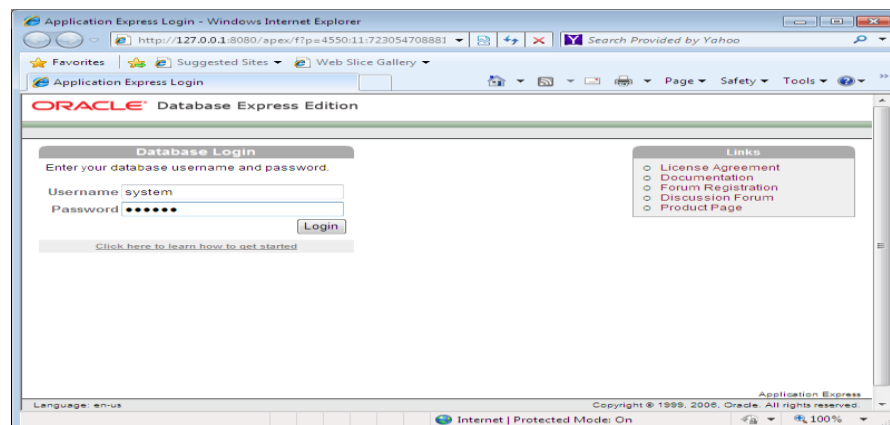 Application Express Login - Windows Internet Explorer
http://127.0.0.1:8080/apex/f?p=4550:11:72305470888
Search Provided by Yahoo
Favorites Suggested Sites Web Slice Gallery
Application Express Login
Page Safety Tools
ORACLE Database Express Edition
Database Login
Enter your database username and password.
Username system
Password ••••••
Login
Click here to learn how to get started
Links
License Agreement
Documentation
Forum Registration
Discussion Forum
Product Page
Application Express
Language: en-us
Copyright © 1999, 2006, Oracle. All rights reserved.
Internet | Protected Mode: On
100%